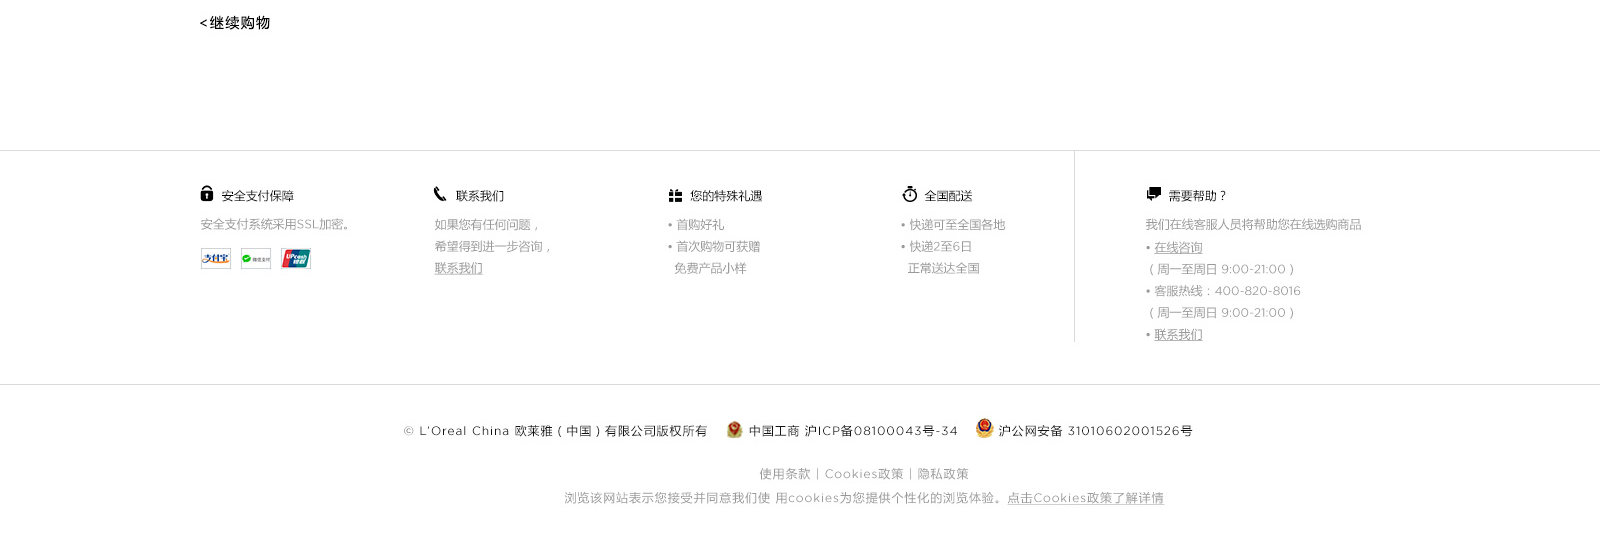 <继续购物
安全支付保障
安全支付系统采用SSL加密。
支付宝
微信支付
UPcash
联系我们
如果您有任何问题，
希望得到进一步咨询，
联系我们
您的特殊礼遇
• 首购好礼
• 首次购物可获赠
免费产品小样
全国配送
• 快递可至全国各地
• 快递2至6日
正常送达全国
需要帮助？
我们在线客服人员将帮助您在线选购商品
• 在线咨询
（周一至周日 9:00-21:00）
• 客服热线：400-820-8016
（周一至周日 9:00-21:00）
• 联系我们
© L'Oreal China 欧莱雅（中国）有限公司版权所有 中国工商 沪ICP备08100043号-34 沪公网安备 31010602001526号
使用条款 | Cookies政策 | 隐私政策
浏览该网站表示您接受并同意我们使 用cookies为您提供个性化的浏览体验。点击Cookies政策了解详情